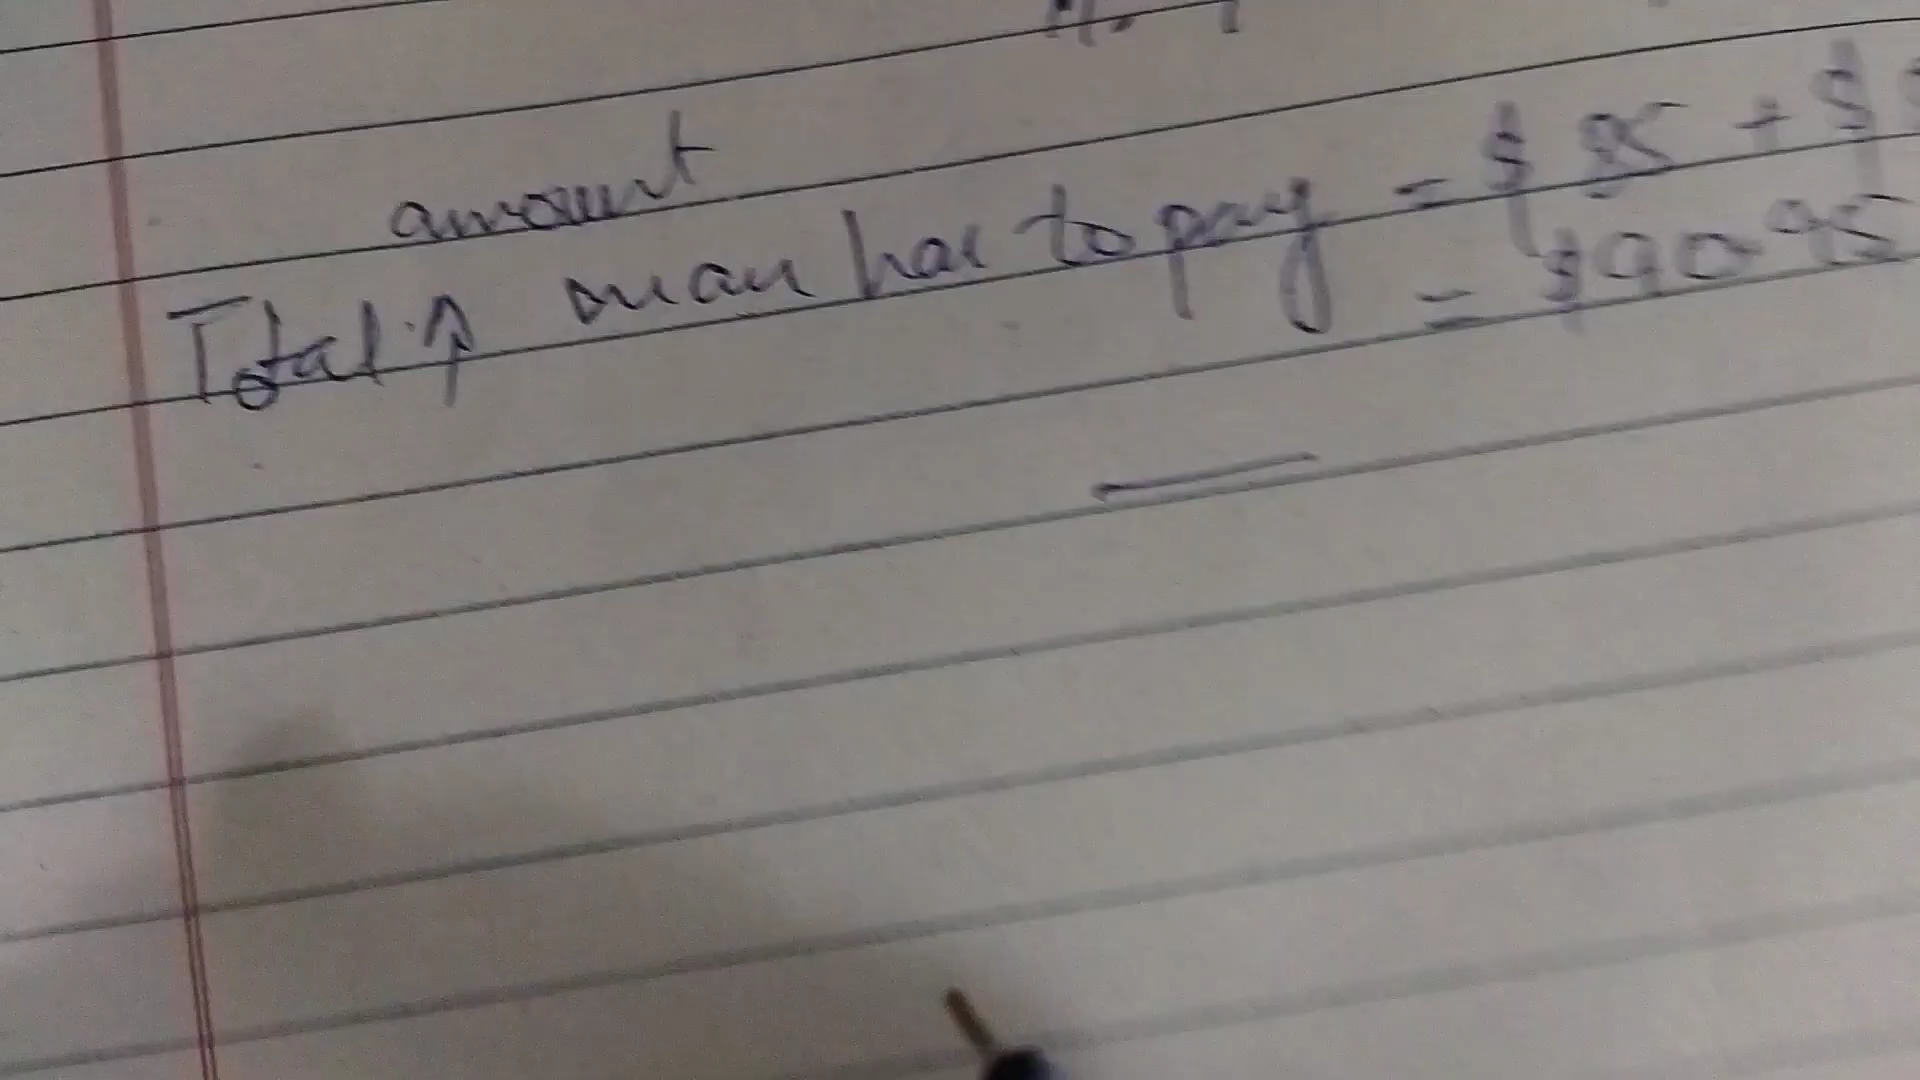 Total amount man has to pay = $ 85 + $
= $90.95